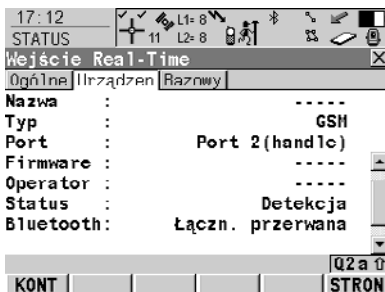 17:12 L1= 8
STATUS 11 L2= 8
Wejście Real-Time
Ogólne Urządzen Bazowy
Nazwa : -----
Typ : GSM
Port : Port 2(handle)
Firmware : -----
Operator : -----
Status : Detekcja
Bluetooth: Łączn. przerwana
Q2a
KONT STRON